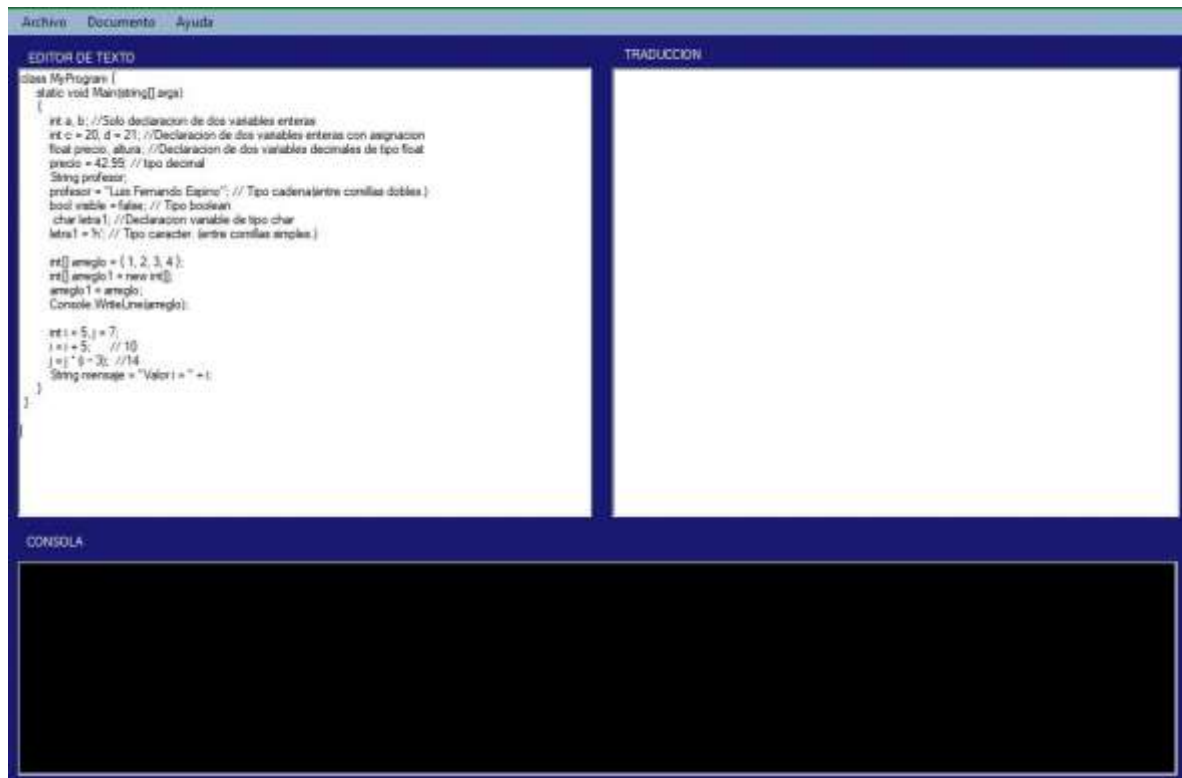 Archivo Documento Ayuda
EDITOR DE TEXTO
TRADUCCION
class MyProgram {
static void Main(string[] args)
{
int a, b; //Solo declaracion de dos variables enteras
int c = 20, d = 21; //Declaracion de dos variables enteras con asignacion
float precio, altura; //Declaracion de dos variables decimales de tipo float
precio = 42.99; // tipo decimal
String profesor;
profesor = "Luis Fernando Espino"; // Tipo cadena(entre comillas dobles.)
bool visible = false; // Tipo boolean
char letra1; //Declaracion variable de tipo char
letra1 = 'h'; // Tipo caracter. (entre comillas simples.)
int[] arreglo = { 1, 2, 3, 4 };
int[] arreglo1 = new int[];
arreglo1 = arreglo;
Console.WriteLine(arreglo);
int i = 5, j = 7;
i = i + 5; // 10
j = j * (i - 3); //14
String mensaje = "Valor i = " + i;
}
}
CONSOLA